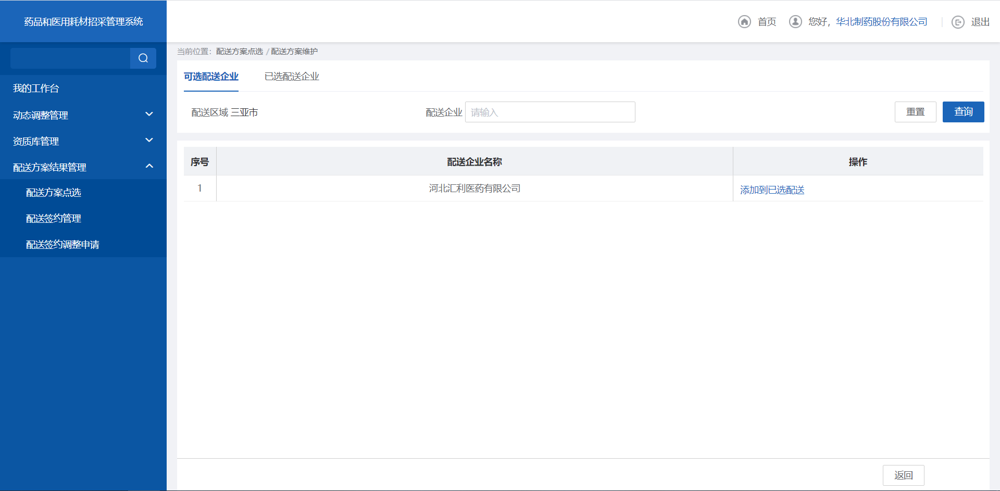 药品和医用耗材招采管理系统
首页 您好，华北制药股份有限公司 退出
当前位置：配送方案点选 / 配送方案维护
我的工作台
动态调整管理
资质库管理
配送方案结果管理
配送方案点选
配送签约管理
配送签约调整申请
可选配送企业 已选配送企业
配送区域 三亚市 配送企业 请输入 重置 查询
序号 配送企业名称 操作
1 河北汇利医药有限公司 添加到已选配送
返回